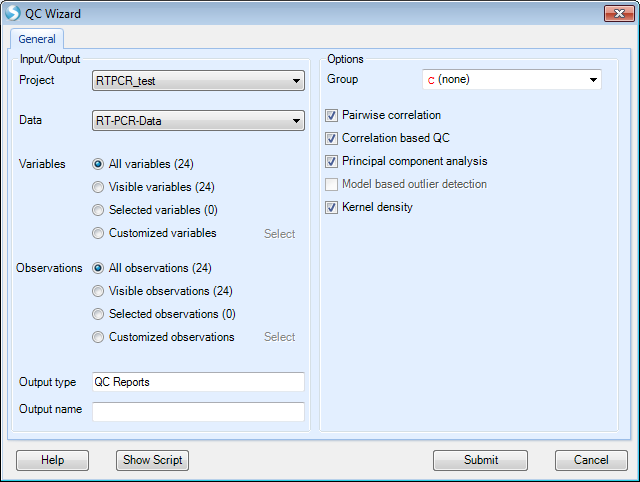 QC Wizard
General
Input/Output
Project RTPCR_test
Data RT-PCR-Data
Variables All variables (24)
Visible variables (24)
Selected variables (0)
Customized variables Select
Observations All observations (24)
Visible observations (24)
Selected observations (0)
Customized observations Select
Output type QC Reports
Output name
Options
Group c (none)
Pairwise correlation
Correlation based QC
Principal component analysis
Model based outlier detection
Kernel density
Help Show Script Submit Cancel